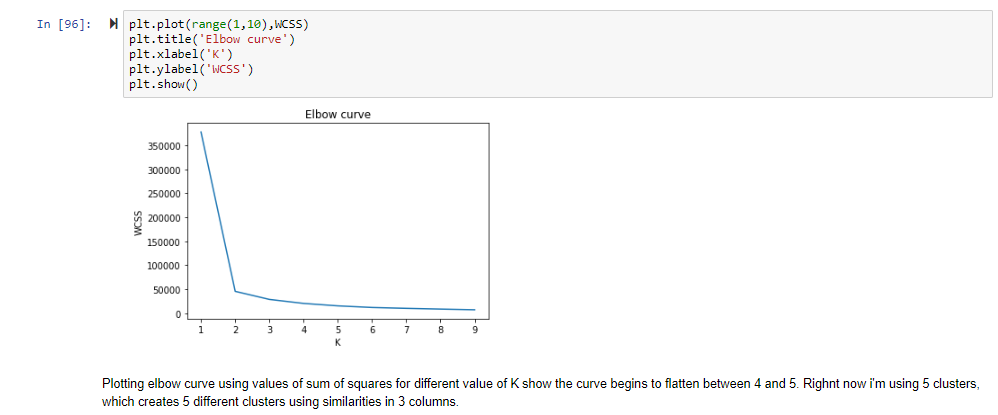 In [96]:
plt.plot(range(1,10),WCSS)
plt.title('Elbow curve')
plt.xlabel('K')
plt.ylabel('WCSS')
plt.show()
Elbow curve
350000
300000
250000
200000
150000
100000
50000
0
WCSS
1 2 3 4 5 6 7 8 9
K
Plotting elbow curve using values of sum of squares for different value of K show the curve begins to flatten between 4 and 5. Righnt now i'm using 5 clusters,
which creates 5 different clusters using similarities in 3 columns.